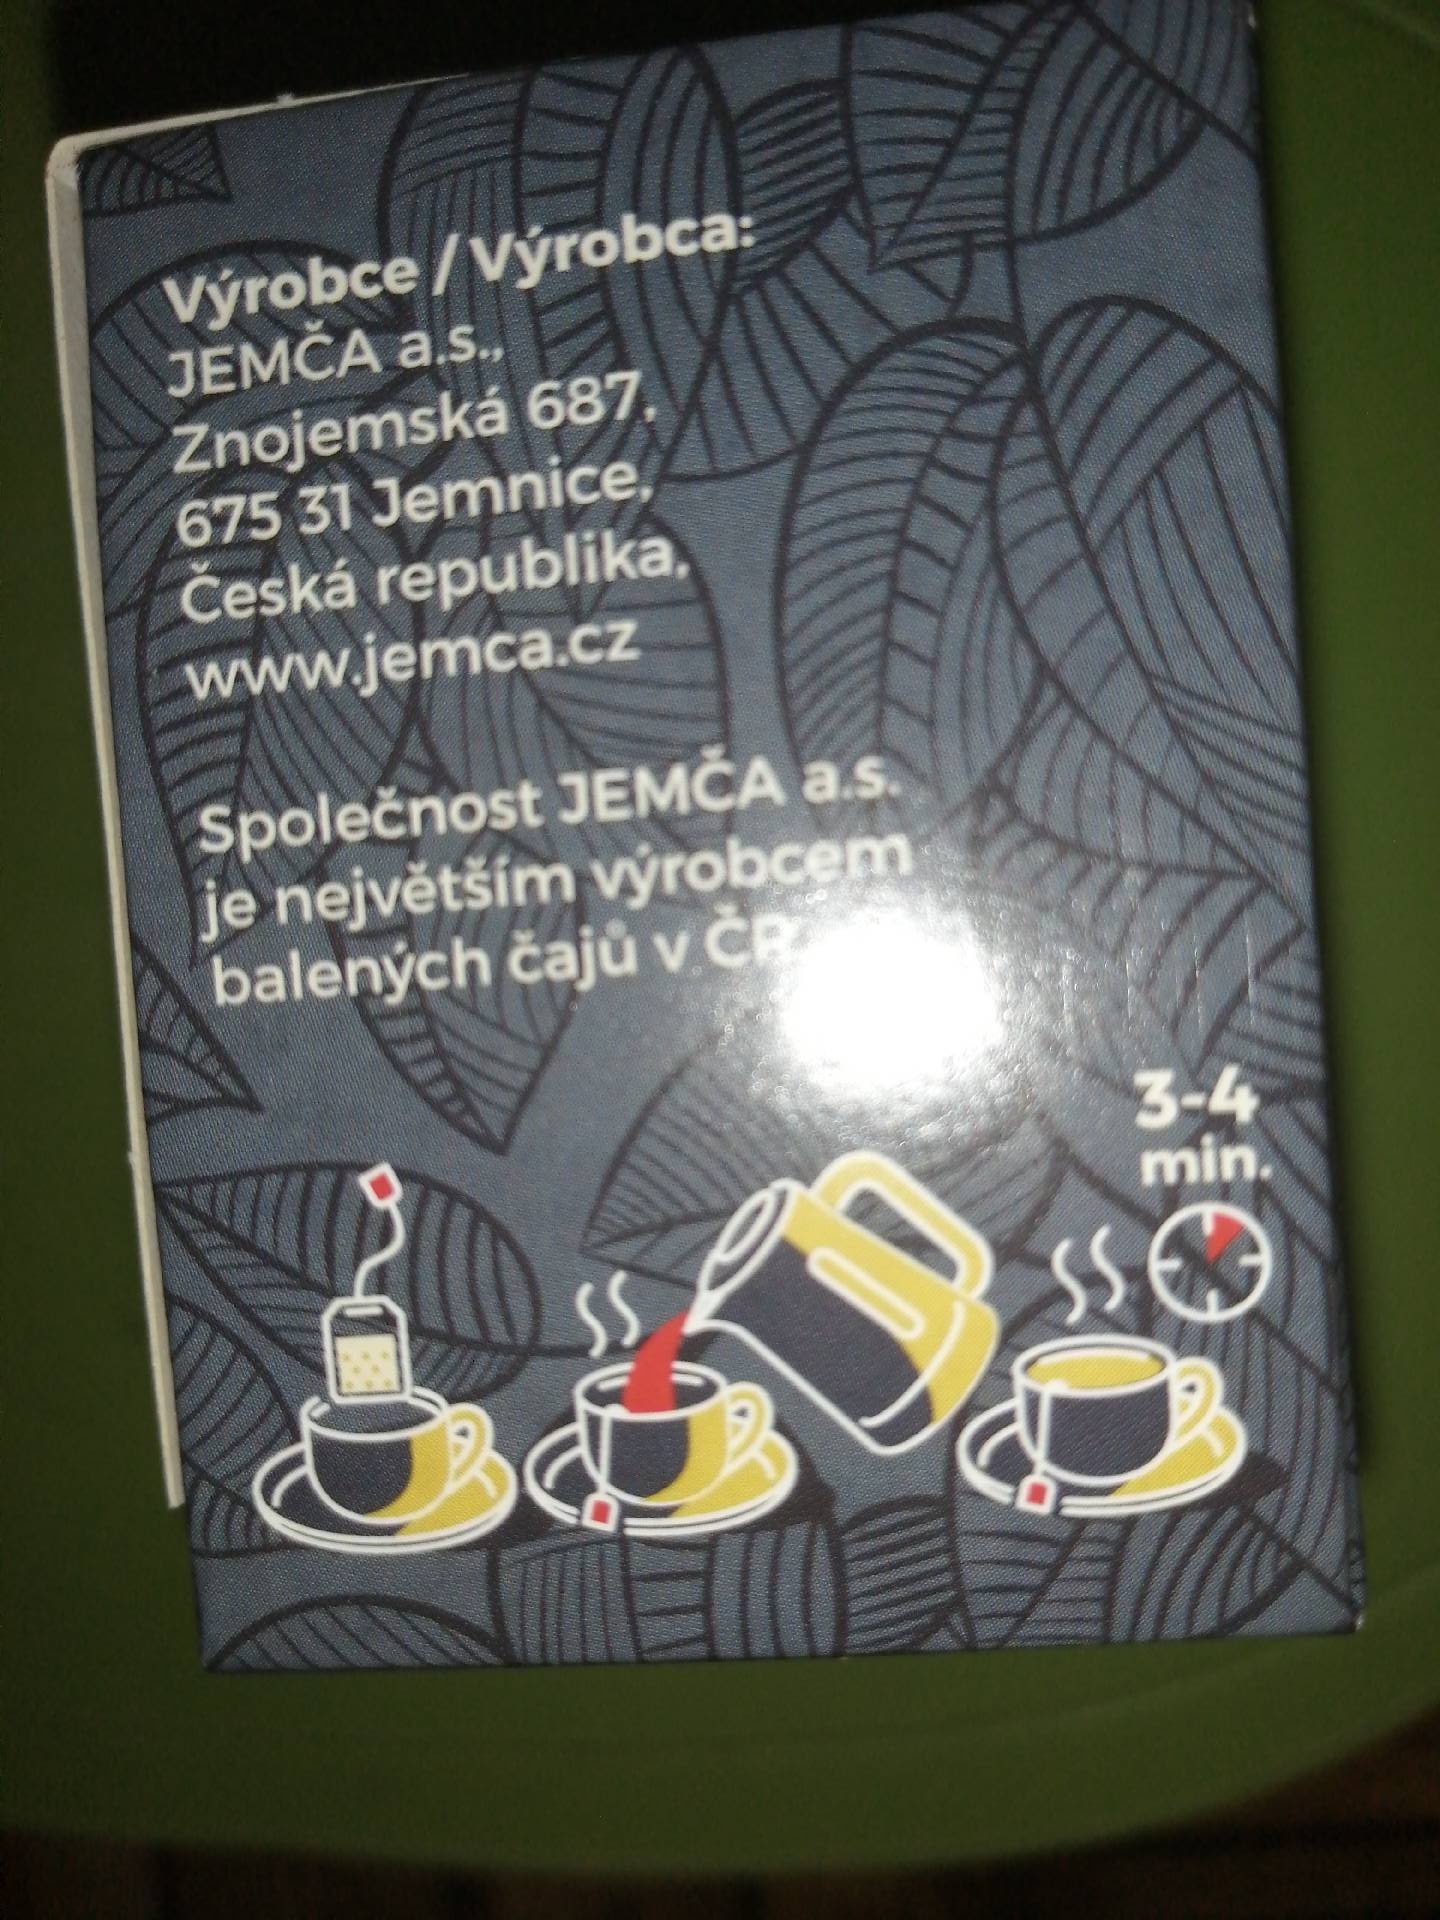 Výrobce / Výrobca:
JEMČA a.s.,
Znojemská 687,
675 31 Jemnice,
Česká republika,
www.jemca.cz
Společnost JEMČA a.s.
je největším výrobcem
balených čajů v ČR
3-4
min.